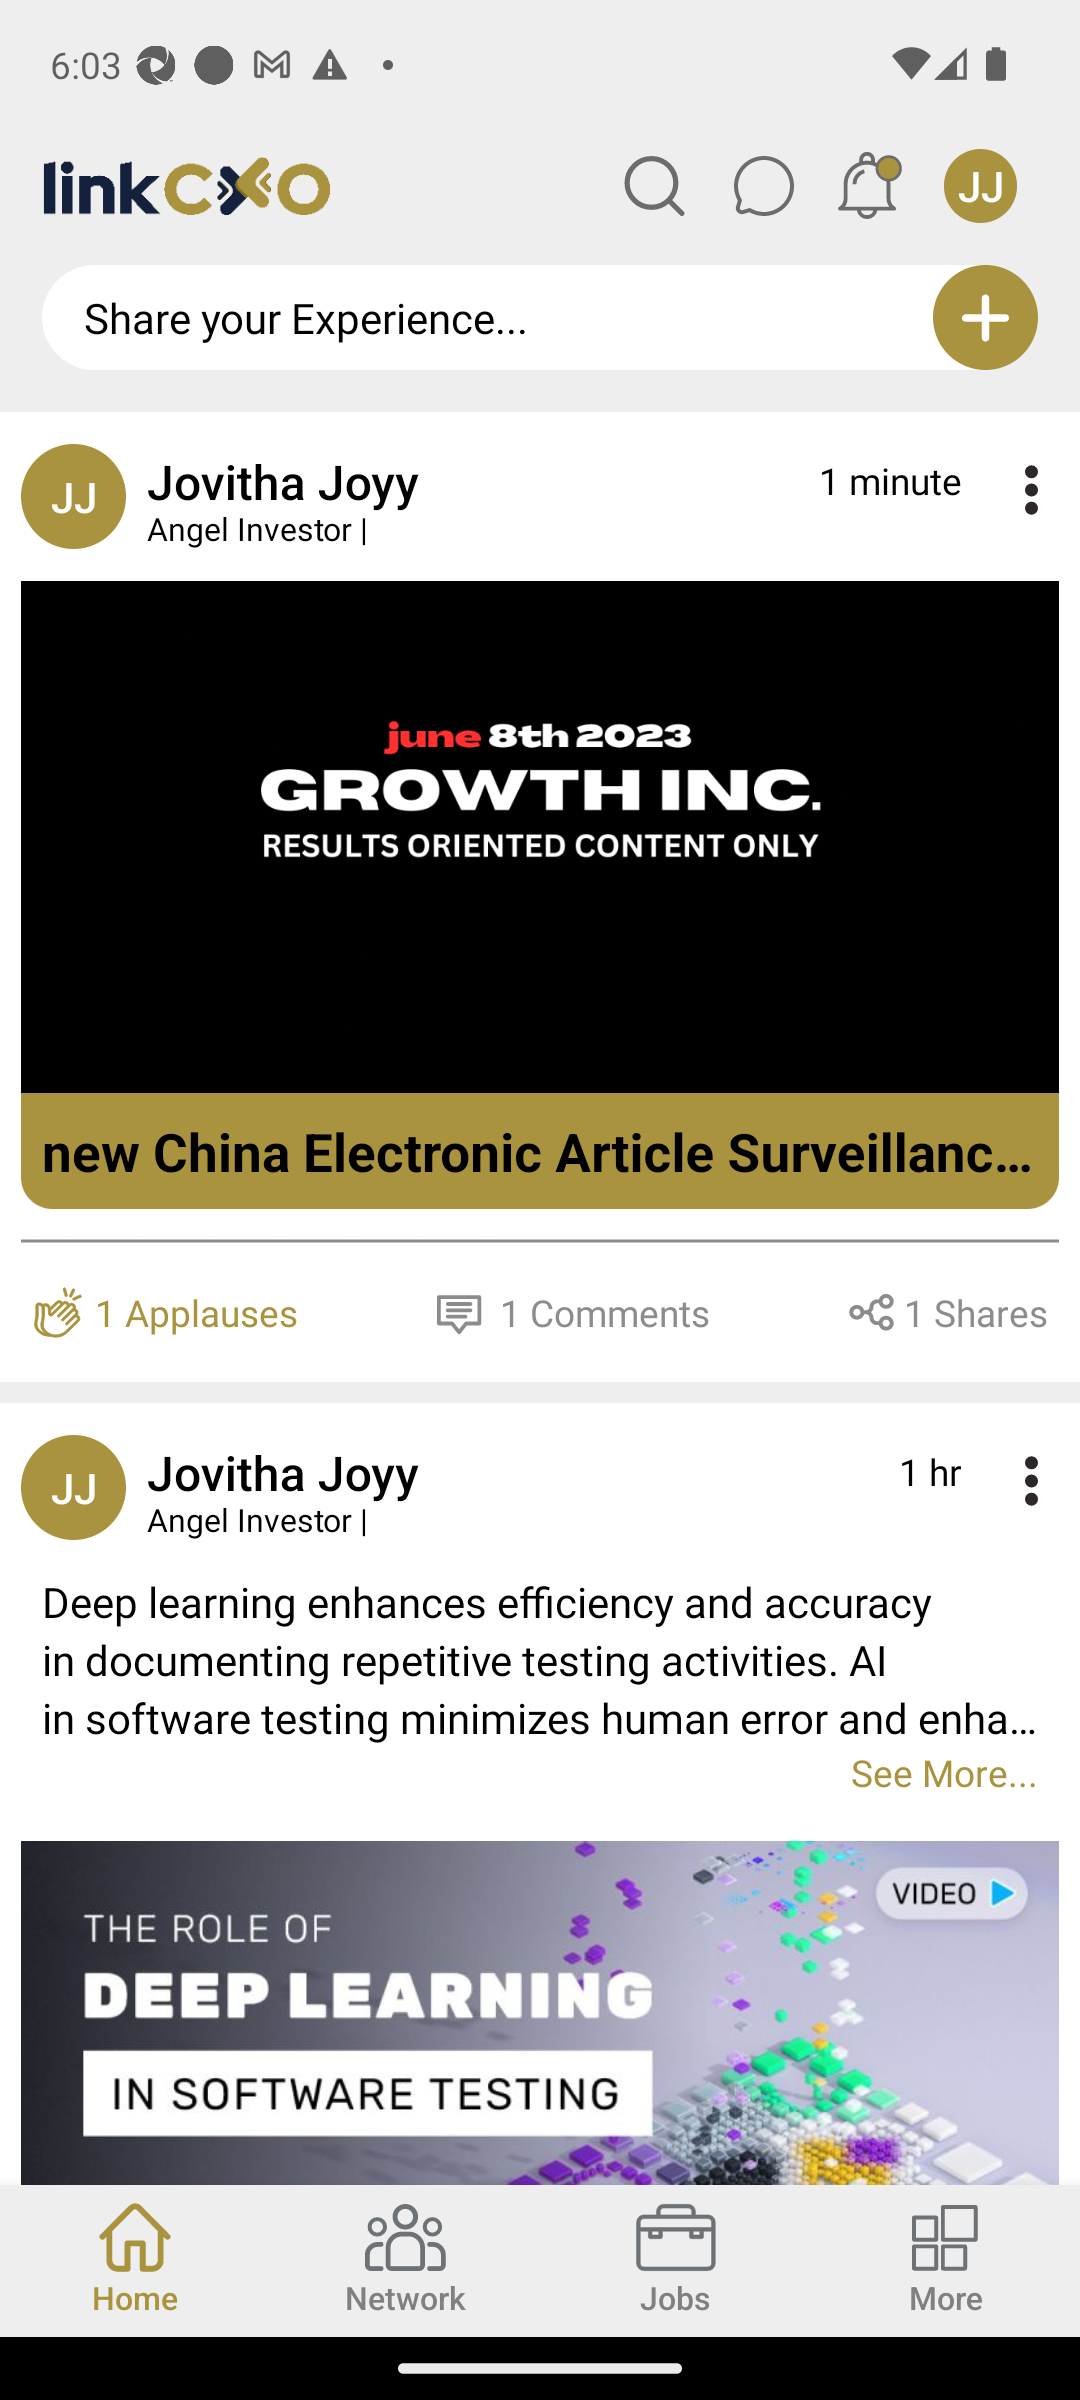 6:03
linkCXO
JJ
Share your Experience...
JJ
Jovitha Joyy
1 minute
Angel Investor |
june 8th 2023
GROWTH INC.
RESULTS ORIENTED CONTENT ONLY
new China Electronic Article Surveillanc...
1 Applauses
1 Comments
1 Shares
JJ
Jovitha Joyy
1 hr
Angel Investor |
Deep learning enhances efficiency and accuracy
in documenting repetitive testing activities. AI
in software testing minimizes human error and enha...
See More...
VIDEO
THE ROLE OF
DEEP LEARNING
IN SOFTWARE TESTING
Home
Network
Jobs
More